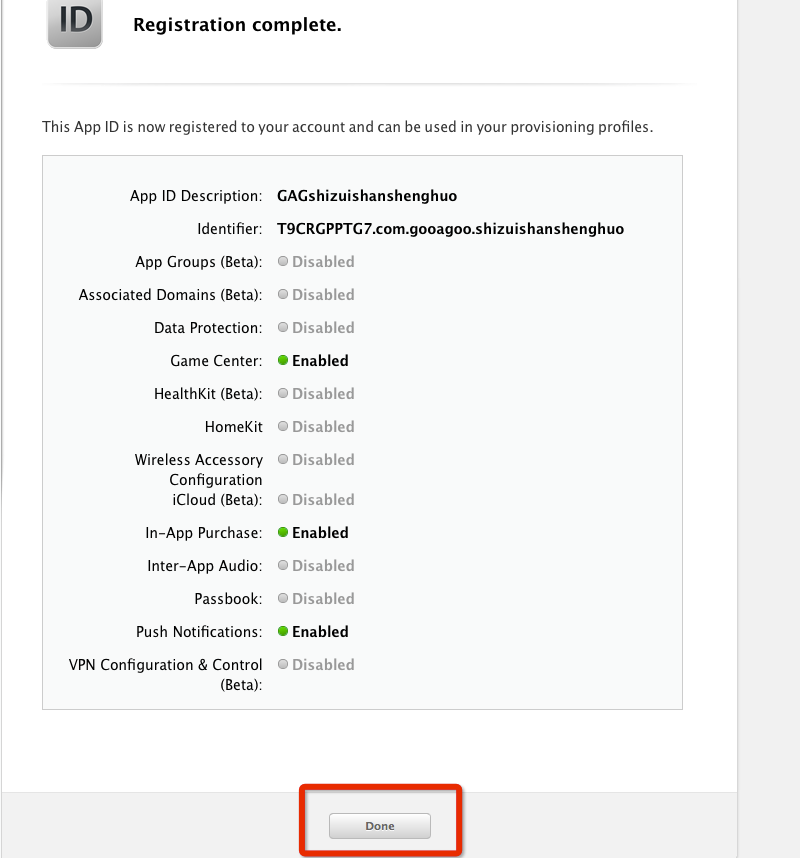 ID
Registration complete.
This App ID is now registered to your account and can be used in your provisioning profiles.
App ID Description: GAGshizuishanshenghuo
Identifier: T9CRGPPTG7.com.gooagoo.shizuishanshenghuo
App Groups (Beta): Disabled
Associated Domains (Beta): Disabled
Data Protection: Disabled
Game Center: Enabled
HealthKit (Beta): Disabled
HomeKit Disabled
Wireless Accessory Disabled
Configuration
iCloud (Beta): Disabled
In-App Purchase: Enabled
Inter-App Audio: Disabled
Passbook: Disabled
Push Notifications: Enabled
VPN Configuration & Control Disabled
(Beta):
Done